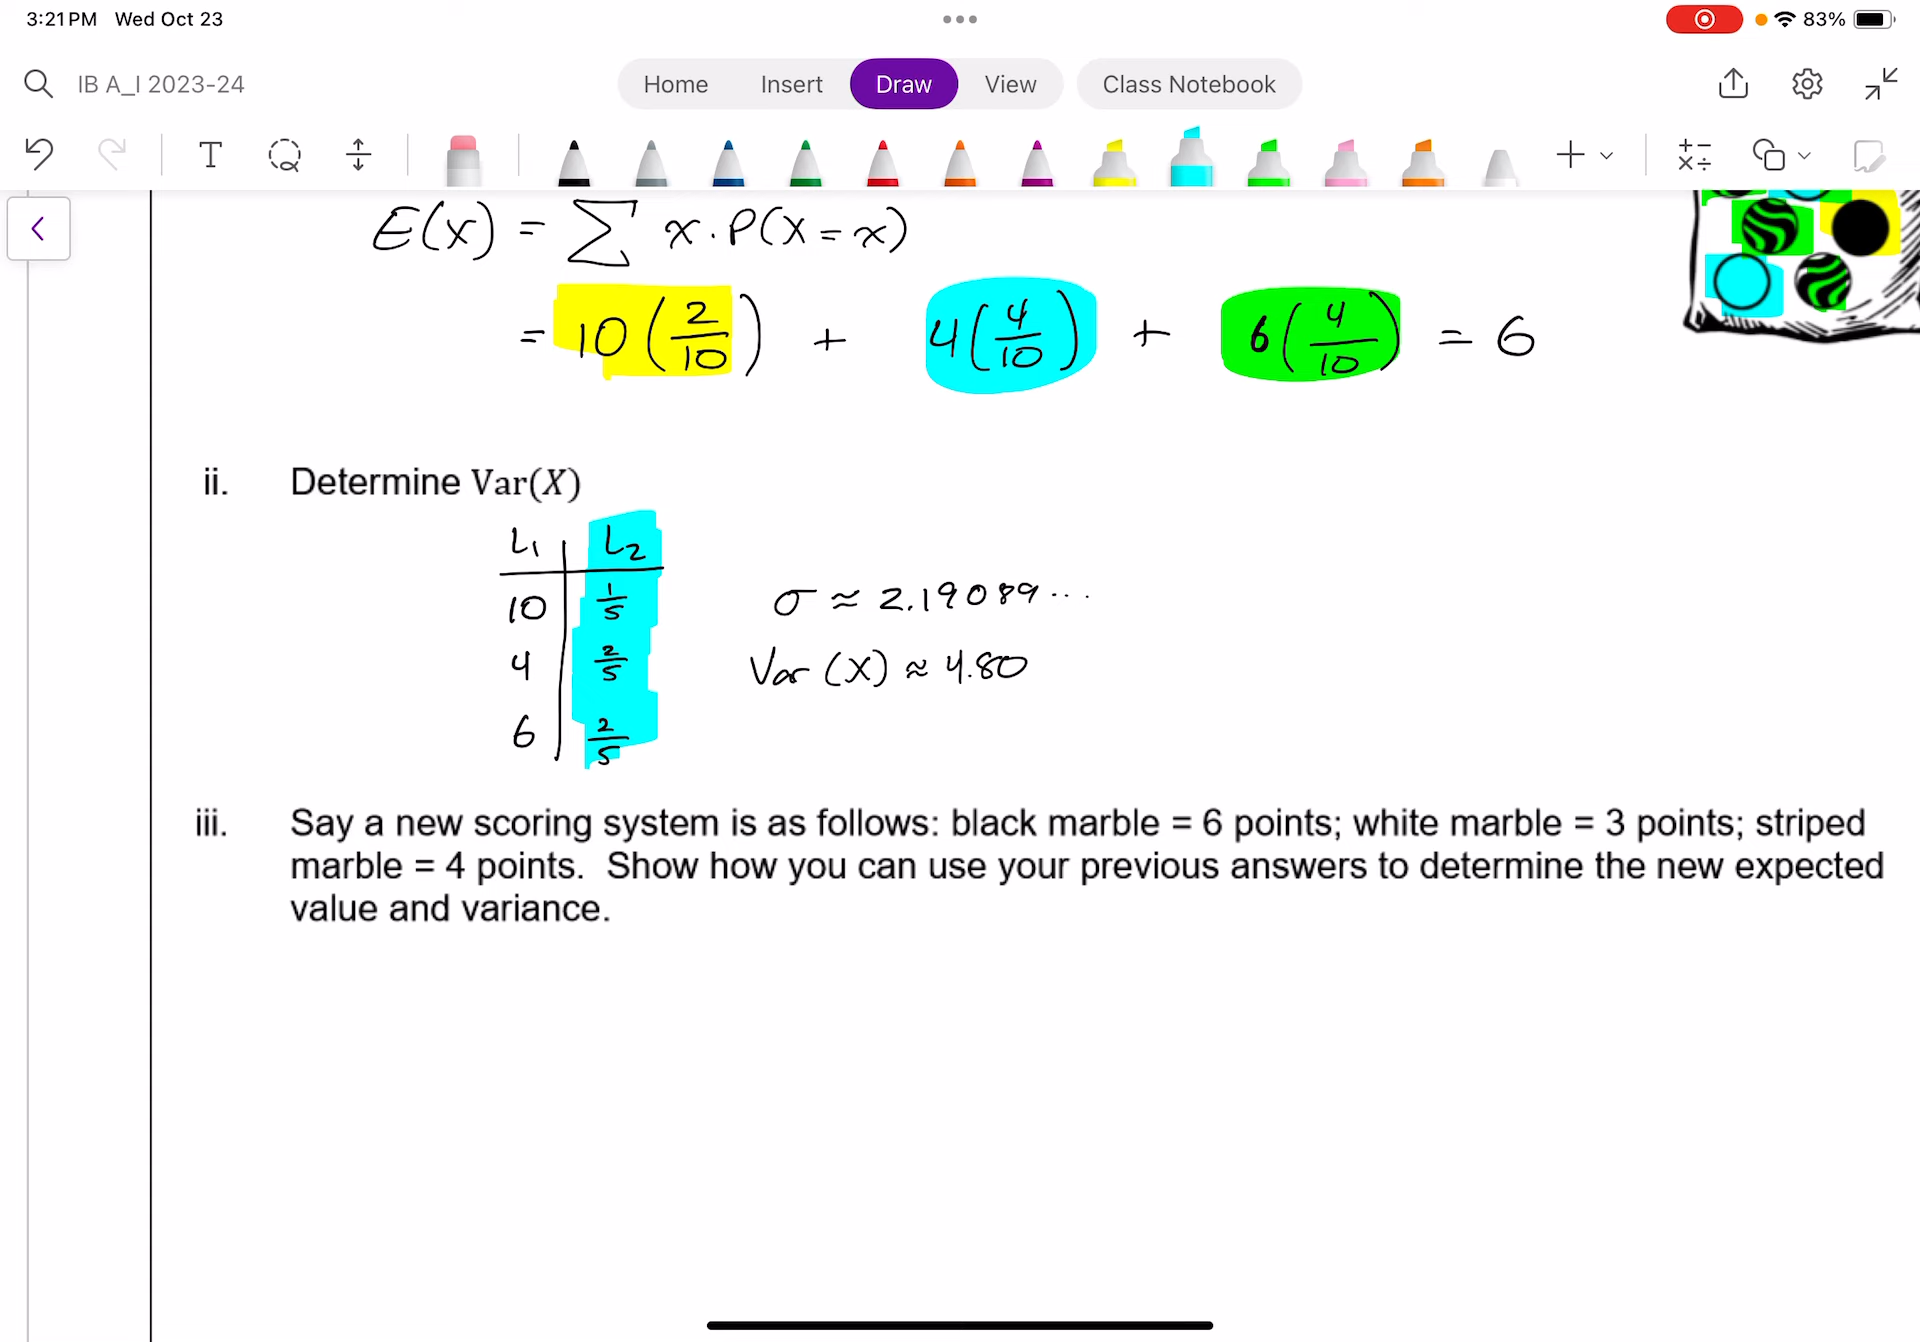 3:21 PM Wed Oct 23
83%
IB A_I 2023-24
Home Insert Draw View Class Notebook
T
E(x) = ∑ x·P(X=x)
= 10(2/10) + 4(4/10) + 6(4/10) = 6
ii. Determine Var(X)
L1 L2
10 1/5
4 2/5
6 2/5
σ ≈ 2.19089...
Var (X) ≈ 4.80
iii. Say a new scoring system is as follows: black marble = 6 points; white marble = 3 points; striped
marble = 4 points. Show how you can use your previous answers to determine the new expected
value and variance.